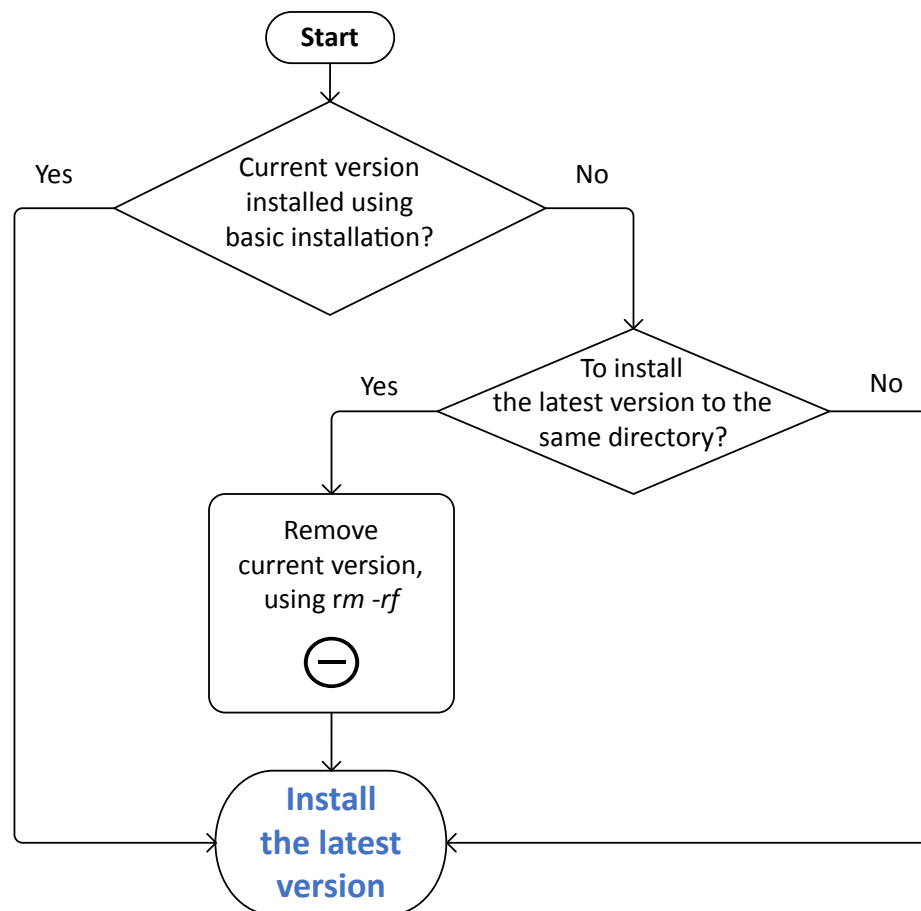 Start
Yes
Current version
installed using
basic installation?
No
Yes
To install
the latest version to the
same directory?
No
Remove
current version,
using rm -rf
Install
the latest
version